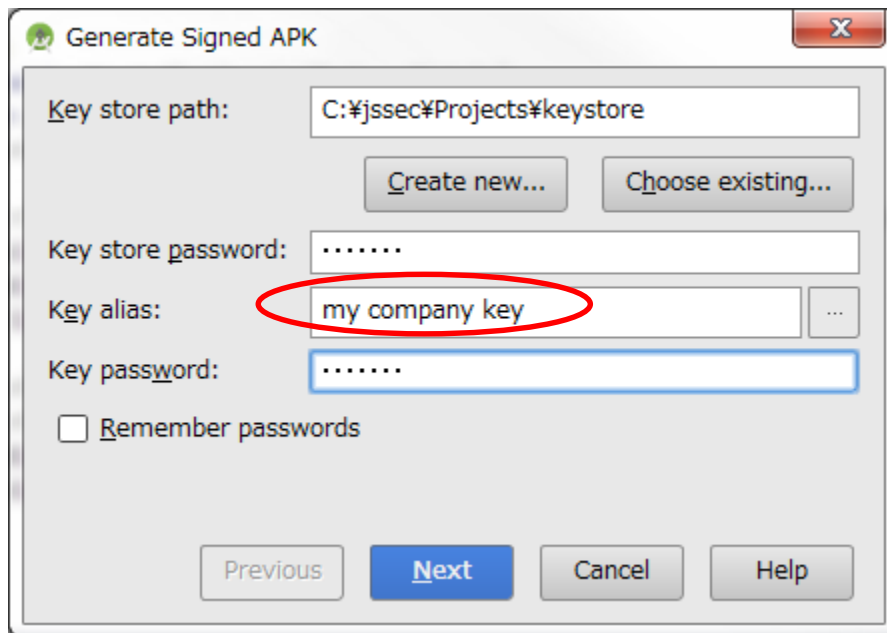 Generate Signed APK
Key store path: C:¥jssec¥Projects¥keystore
Create new... Choose existing...
Key store password: ·······
Key alias: my company key ...
Key password: ·······
Remember passwords
Previous Next Cancel Help